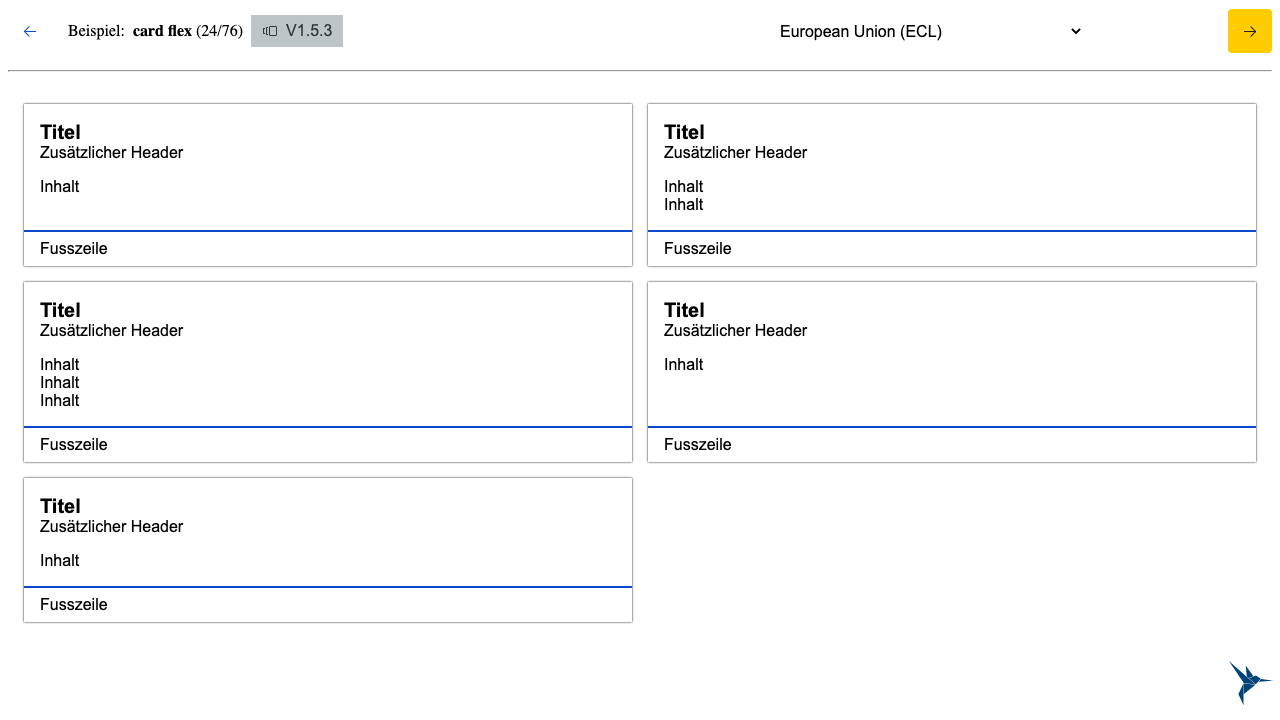 Beispiel: card flex (24/76) V1.5.3 European Union (ECL)
Titel
Zusätzlicher Header
Inhalt
Fusszeile
Titel
Zusätzlicher Header
Inhalt
Inhalt
Fusszeile
Titel
Zusätzlicher Header
Inhalt
Inhalt
Inhalt
Fusszeile
Titel
Zusätzlicher Header
Inhalt
Fusszeile
Titel
Zusätzlicher Header
Inhalt
Fusszeile